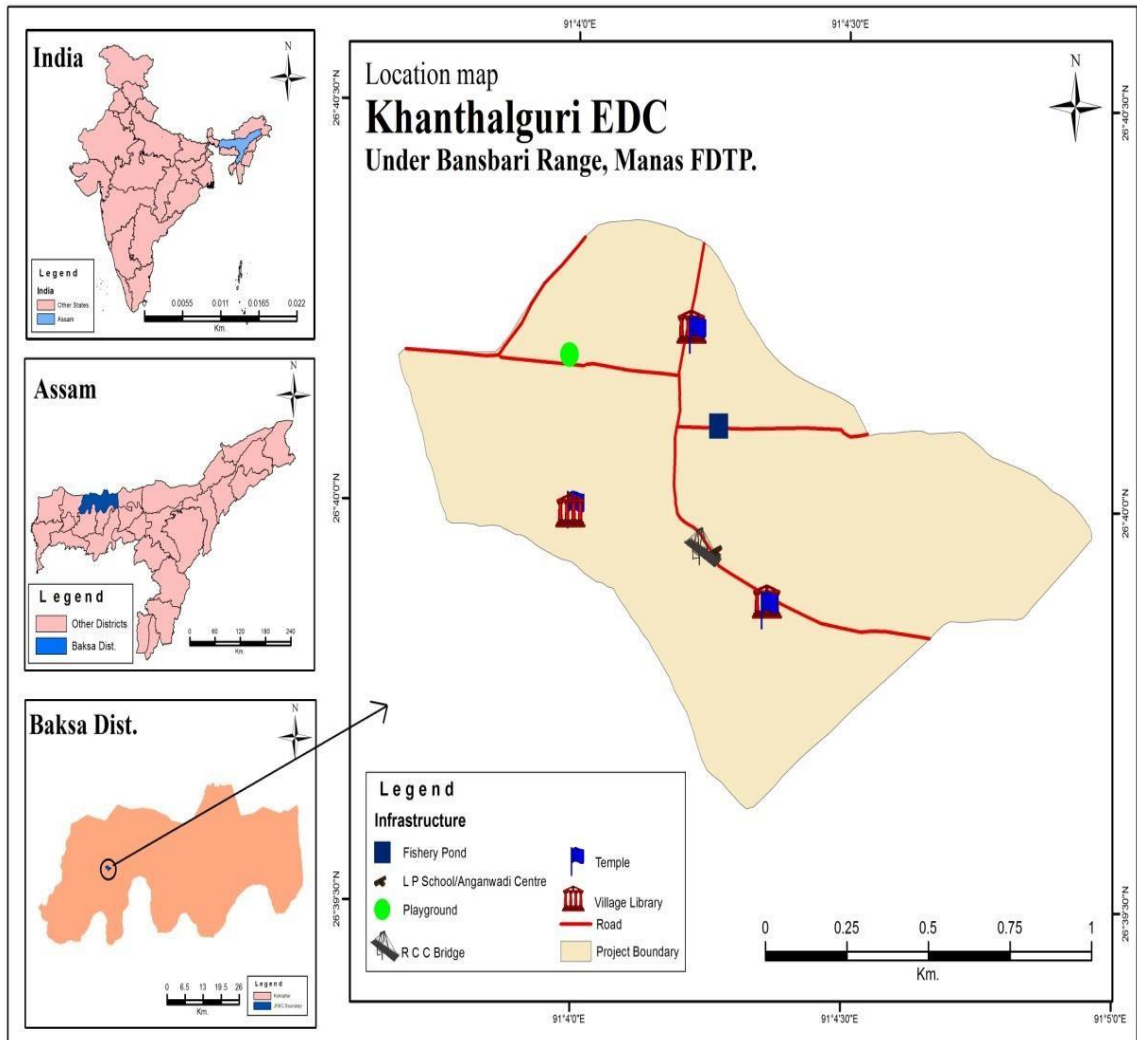 India
N
Legend
India
Other States
Assam
0 0.0055 0.011 0.0165 0.022
Km.
Assam
N
Legend
Other Districts
Baksa Dist.
0 60 120 180 240
Km.
Baksa Dist.
N
0 6.5 13 19.5 26
Km.
Legend
91°4'0"E 91°4'30"E
Location map
Khanthalguri EDC
Under Bansbari Range, Manas FDTP.
N
26°40'30"N
26°40'0"N
26°39'30"N
26°40'30"N
26°40'0"N
26°39'30"N
Legend
Infrastructure
Fishery Pond
L P School/Anganwadi Centre
Playground
R C C Bridge
Temple
Village Library
Road
Project Boundary
0 0.25 0.5 0.75 1
Km.
91°4'0"E 91°4'30"E 91°5'0"E